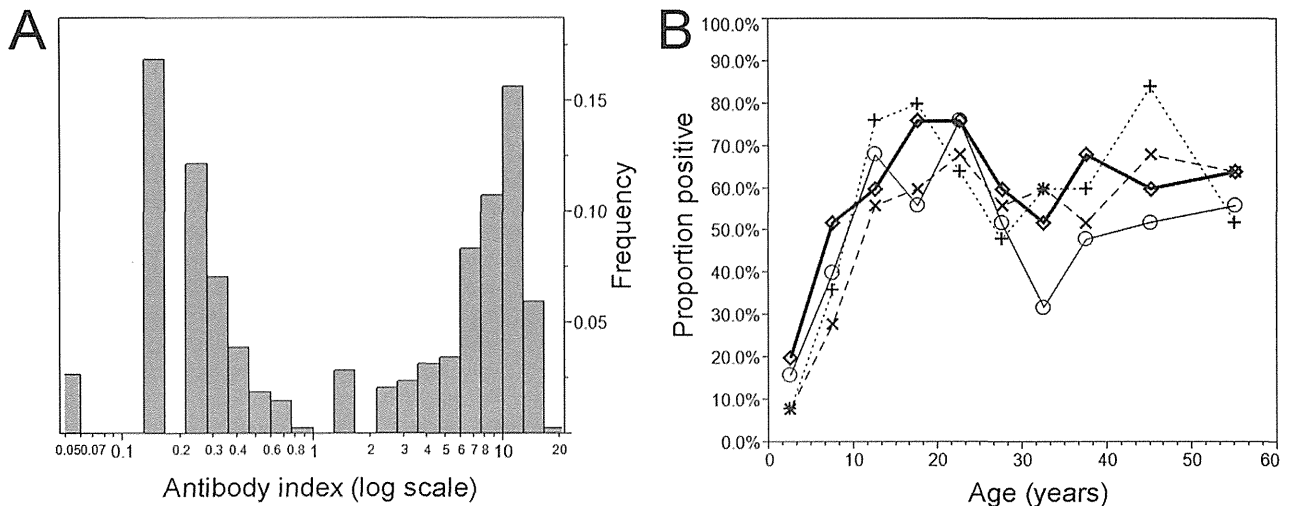 A
0.15
0.10
0.05
Frequency
0.050.07 0.1 0.2 0.3 0.4 0.6 0.8 1 2 3 4 5 6 7 8 10 20
Antibody index (log scale)
B
100.0%
90.0%
80.0%
70.0%
60.0%
50.0%
40.0%
30.0%
20.0%
10.0%
0.0%
Proportion positive
0 10 20 30 40 50 60
Age (years)